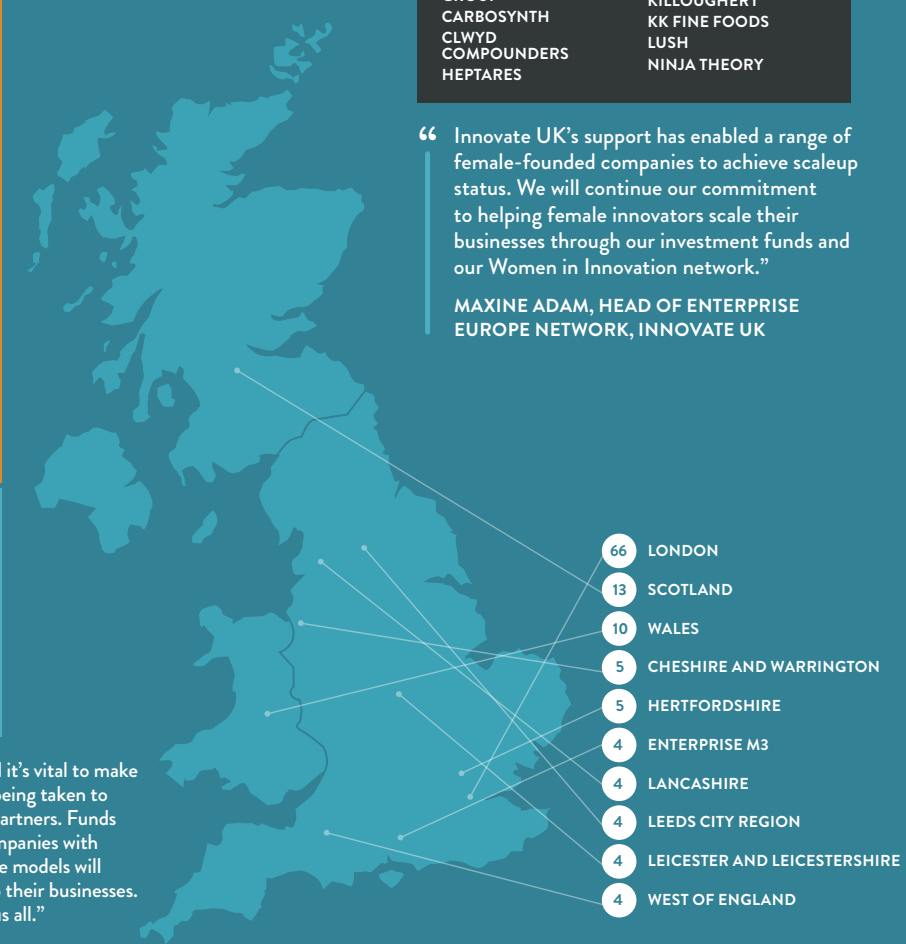 CARBOSYNTH
CLWYD
COMPOUNDERS
HEPTARES
KILLOUGHERY
KK FINE FOODS
LUSH
NINJA THEORY
“ Innovate UK’s support has enabled a range of
female-founded companies to achieve scaleup
status. We will continue our commitment
to helping female innovators scale their
businesses through our investment funds and
our Women in Innovation network.”
MAXINE ADAM, HEAD OF ENTERPRISE
EUROPE NETWORK, INNOVATE UK
66 LONDON
13 SCOTLAND
10 WALES
5 CHESHIRE AND WARRINGTON
5 HERTFORDSHIRE
4 ENTERPRISE M3
4 LANCASHIRE
4 LEEDS CITY REGION
4 LEICESTER AND LEICESTERSHIRE
4 WEST OF ENGLAND
it’s vital to make
being taken to
artners. Funds
mpanies with
e models will
their businesses.
us all.”